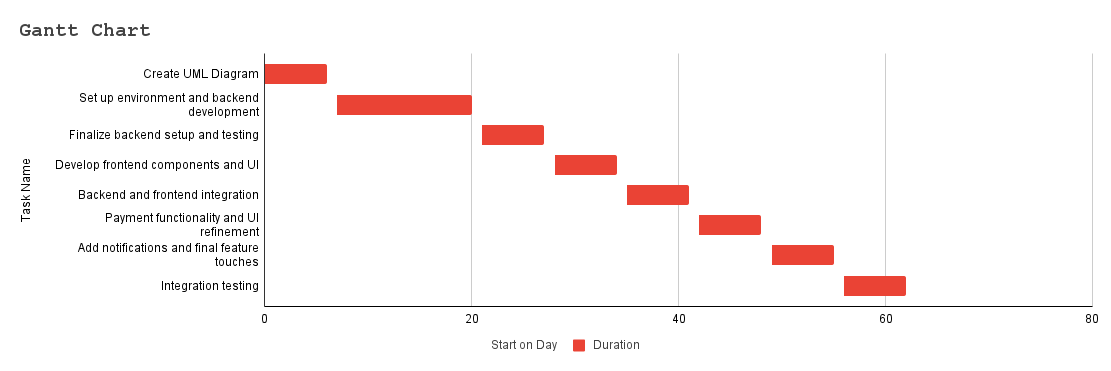 Gantt Chart
Task Name
Create UML Diagram
Set up environment and backend
development
Finalize backend setup and testing
Develop frontend components and UI
Backend and frontend integration
Payment functionality and UI
refinement
Add notifications and final feature
touches
Integration testing
0 20 40 60 80
Start on Day Duration